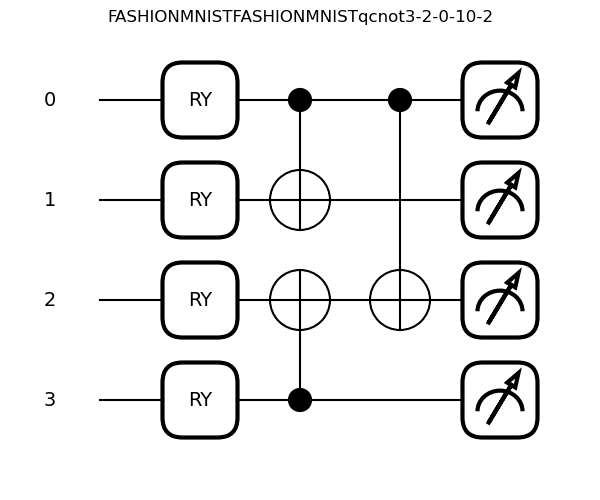 FASHIONMNISTFASHIONMNISTqcnot3-2-0-10-2
0 RY
1 RY
2 RY
3 RY